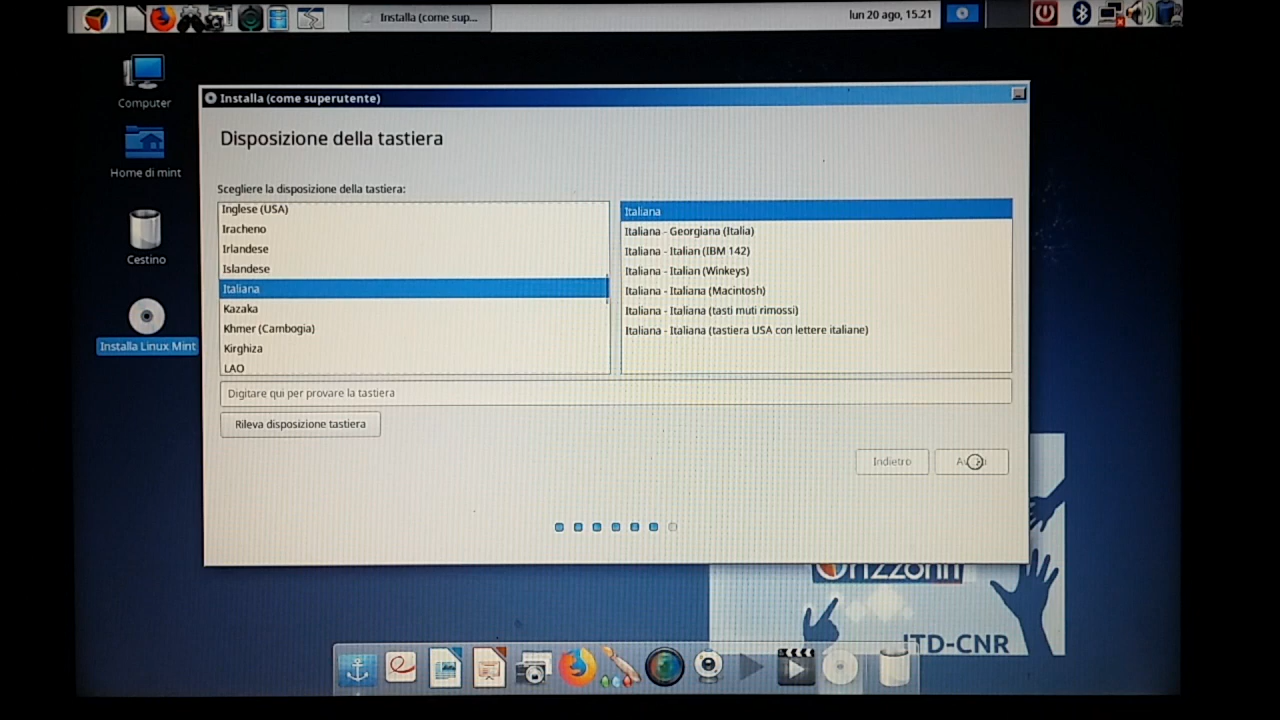 Installa (come sup...
lun 20 ago, 15.21
Computer
Home di mint
Cestino
Installa Linux Mint
Installa (come superutente)
Disposizione della tastiera
Scegliere la disposizione della tastiera:
Inglese (USA)
Iracheno
Irlandese
Islandese
Italiana
Kazaka
Khmer (Cambogia)
Kirghiza
LAO
Italiana
Italiana - Georgiana (Italia)
Italiana - Italian (IBM 142)
Italiana - Italian (Winkeys)
Italiana - Italiana (Macintosh)
Italiana - Italiana (tasti muti rimossi)
Italiana - Italiana (tastiera USA con lettere italiane)
Digitare qui per provare la tastiera
Rileva disposizione tastiera
Indietro
Orizzonti
ITD-CNR